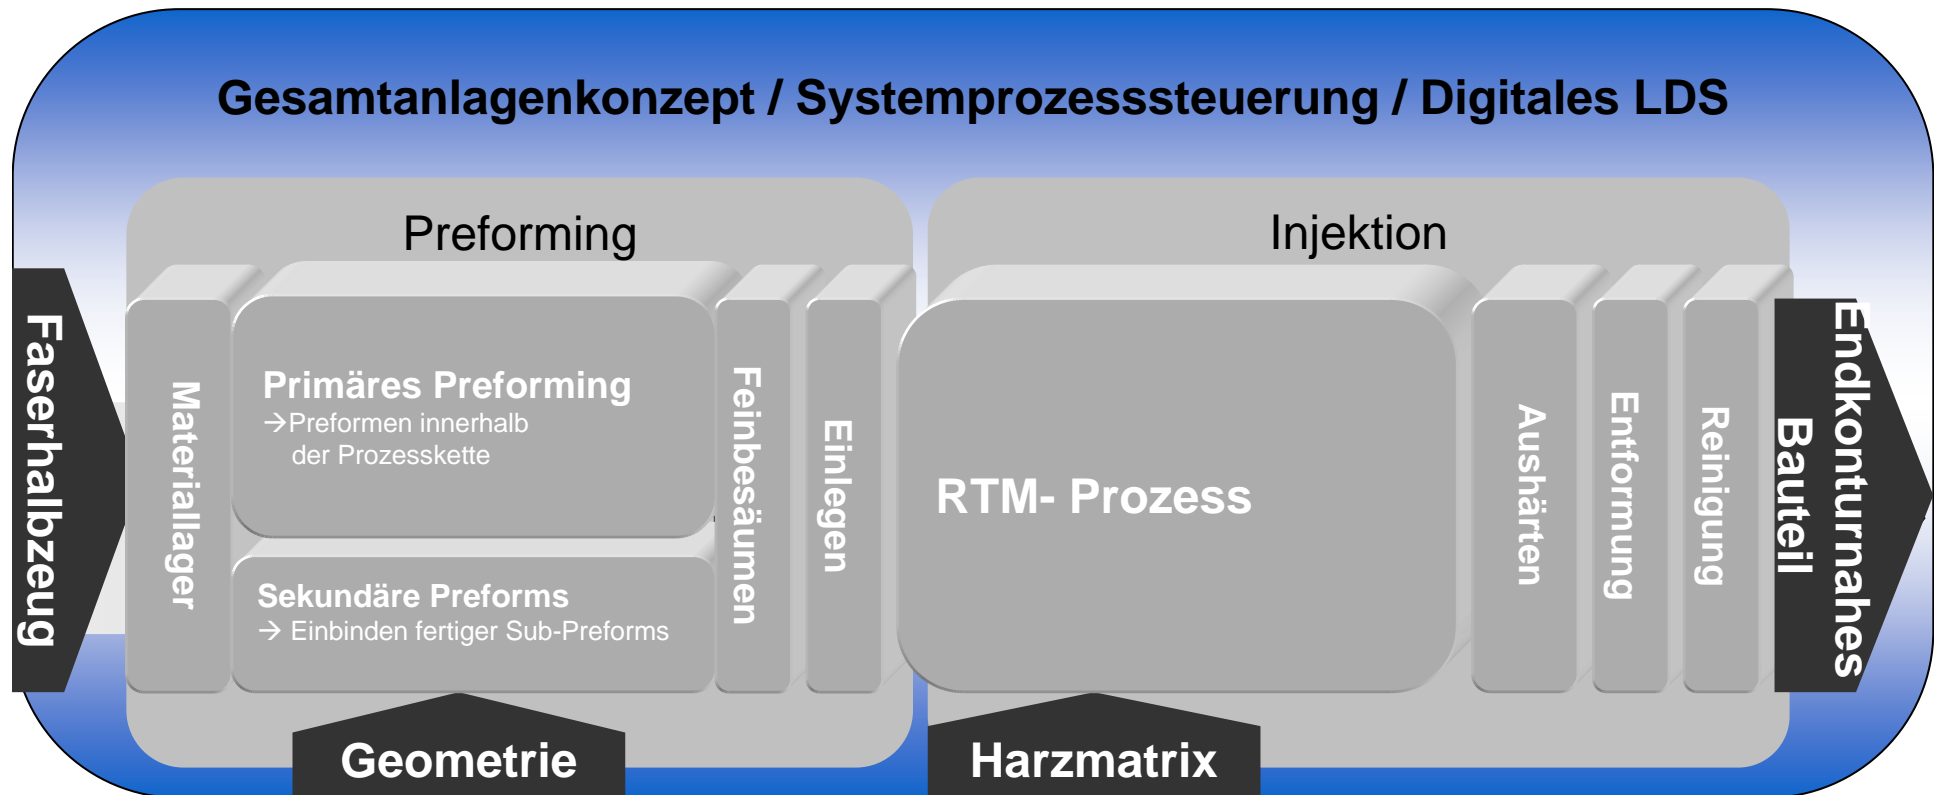 Gesamtanlagenkonzept / Systemprozesssteuerung / Digitales LDS
Preforming
Injektion
Faserhalbzeug
Materiallager
Primäres Preforming
→Preformen innerhalb
der Prozesskette
Sekundäre Preforms
→ Einbinden fertiger Sub-Preforms
Feinbesäumen
Einlegen
RTM- Prozess
Aushärten
Entformung
Reinigung
Endkonturnahes
Bauteil
Geometrie
Harzmatrix